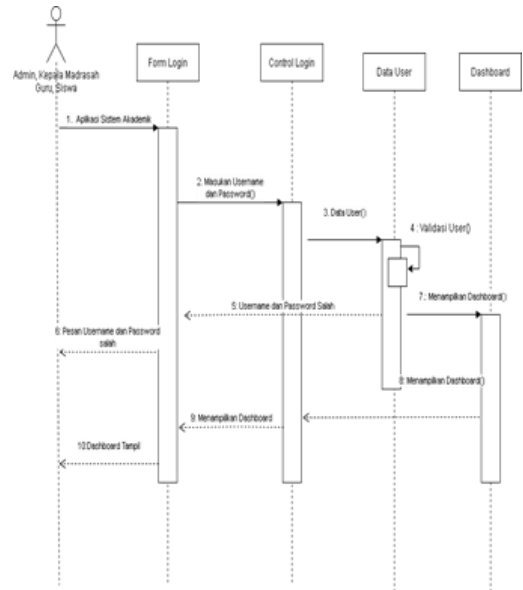 Admin, Kepala Madrasah
Guru, Siswa
Form Login
Control Login
Data User
Dashboard
1. Aplikasi Sistem Akademik
2. Masukan Username
dan Password()
3. Data User()
4 : Validasi User()
5: Username dan Password Salah
6: Pesan Username dan Password
salah
7 : Menampilkan Dashboard()
8: Menampilkan Dashboard()
9: Menampilkan Dashboard
10:Dashboard Tampil